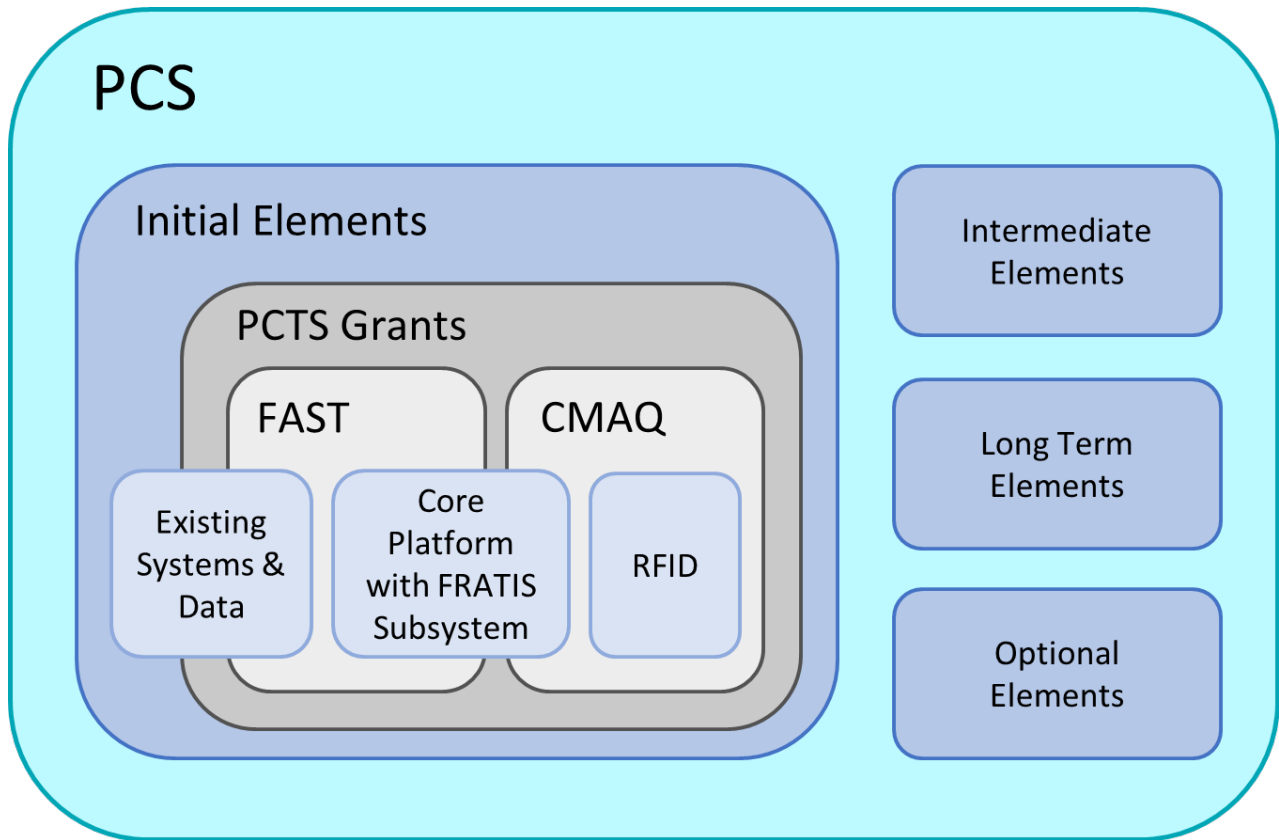 PCS
Initial Elements
PCTS Grants
FAST
CMAQ
Existing
Systems &
Data
Core
Platform
with FRATIS
Subsystem
RFID
Intermediate
Elements
Long Term
Elements
Optional
Elements